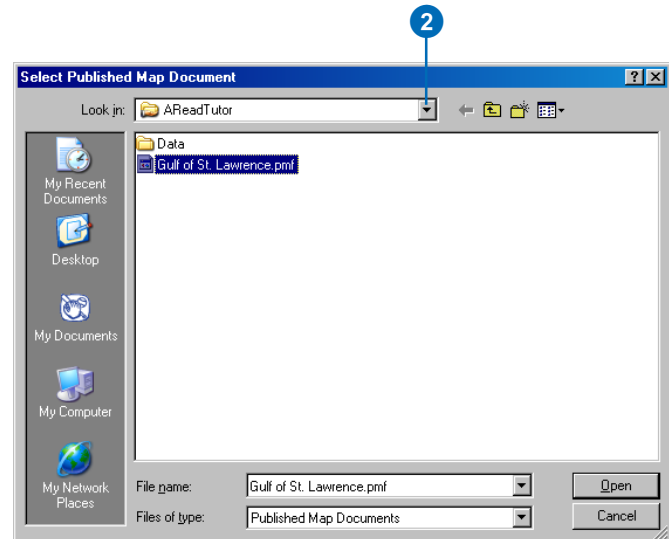 2
Select Published Map Document
Look in: AReadTutor
Data
Gulf of St. Lawrence.pmf
My Recent
Documents
Desktop
My Documents
My Computer
My Network
Places
File name: Gulf of St. Lawrence.pmf Open
Files of type: Published Map Documents Cancel